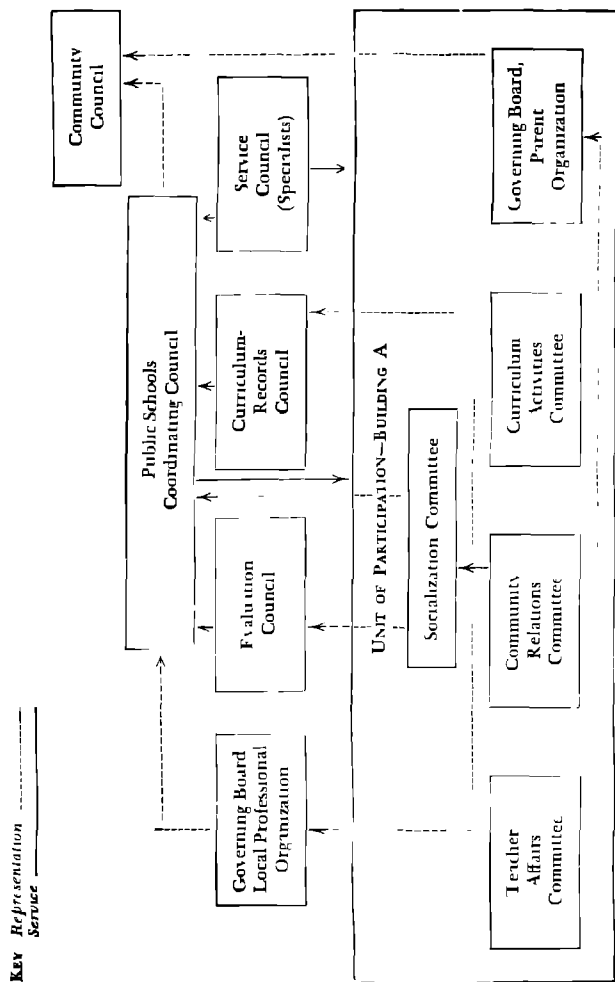 KEY Representation
Service
Community
Council
Public Schools
Coordinating Council
Governing Board
Local Professional
Organization
Evaluation
Council
Curriculum-
Records
Council
Service
Council
(Specialists)
UNIT OF PARTICIPATION—BUILDING A
Socialization Committee
Teacher
Affairs
Committee
Community
Relations
Committee
Curriculum
Activities
Committee
Governing Board,
Parent
Organization